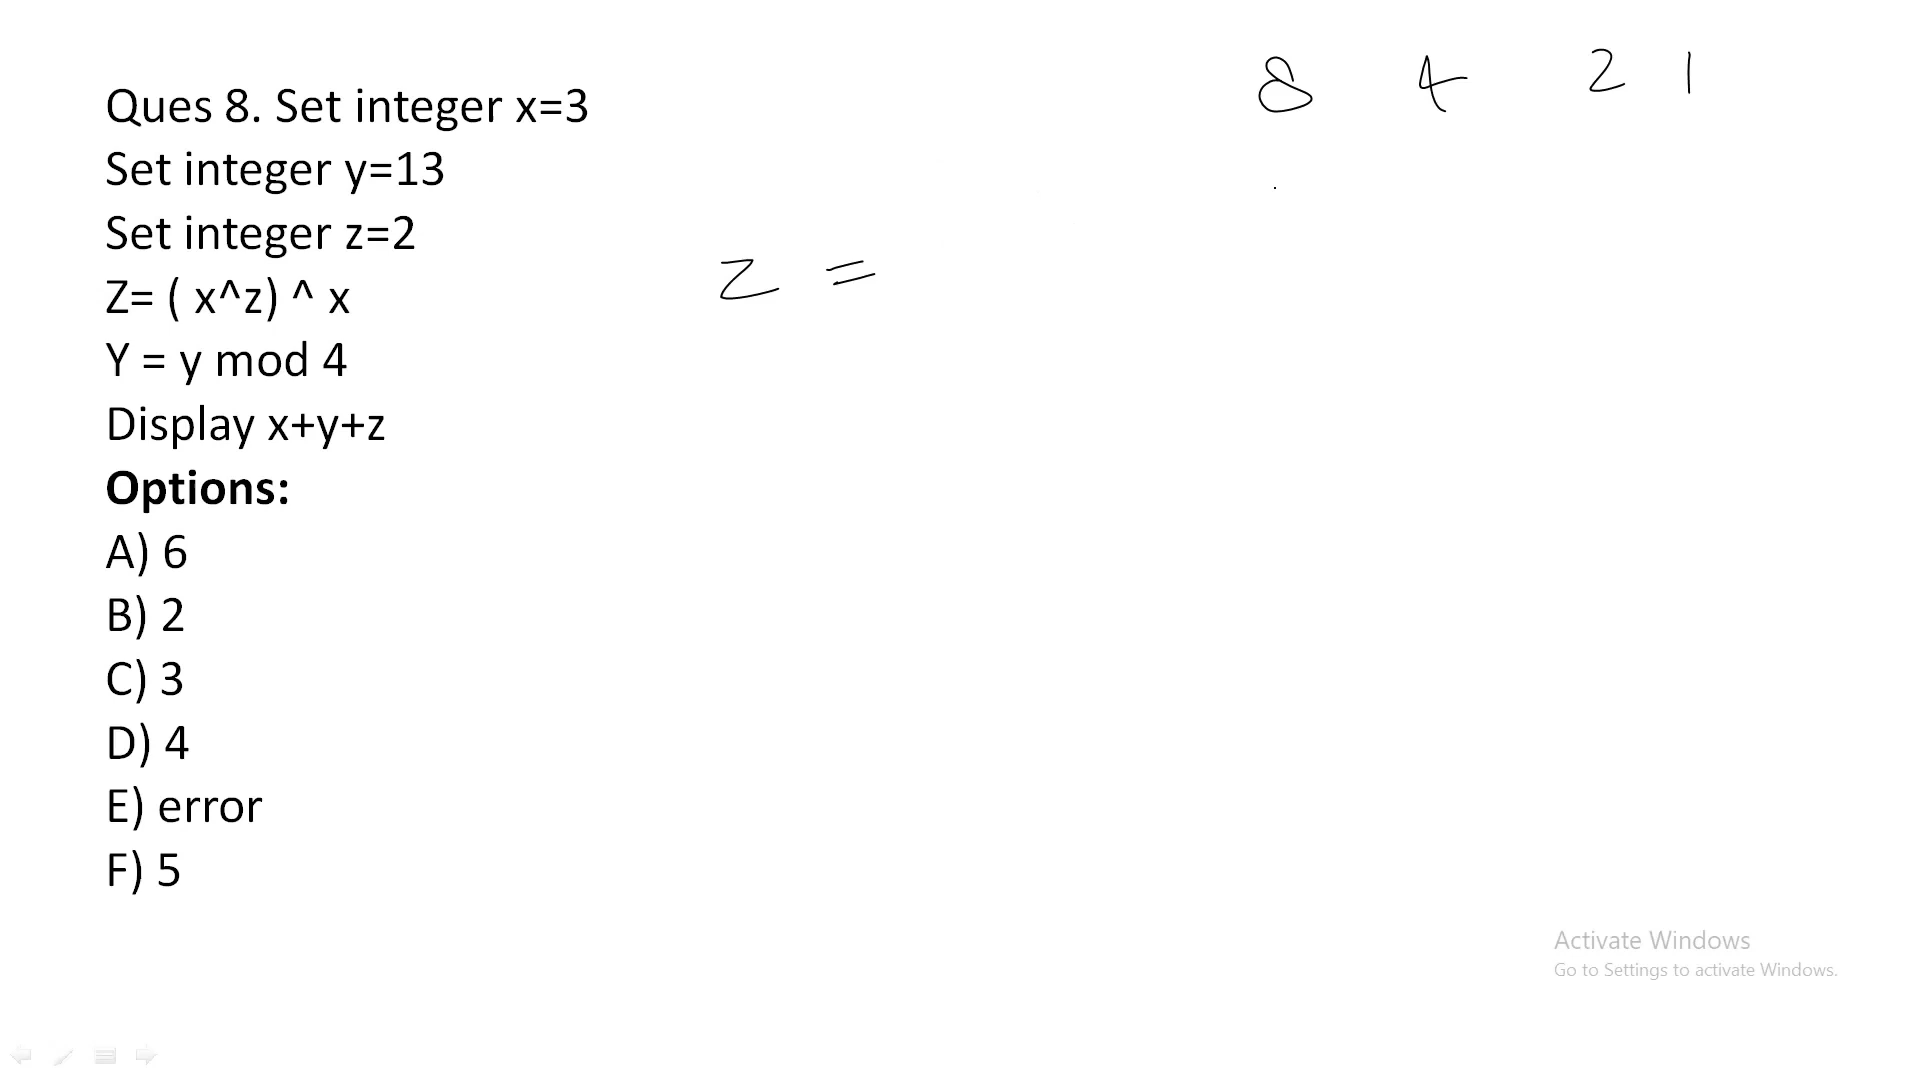 8 4 2 1
Ques 8. Set integer x=3
Set integer y=13
Set integer z=2
z =
Z= ( x^z) ^ x
Y = y mod 4
Display x+y+z
Options:
A) 6
B) 2
C) 3
D) 4
E) error
F) 5
Activate Windows
Go to Settings to activate Windows.